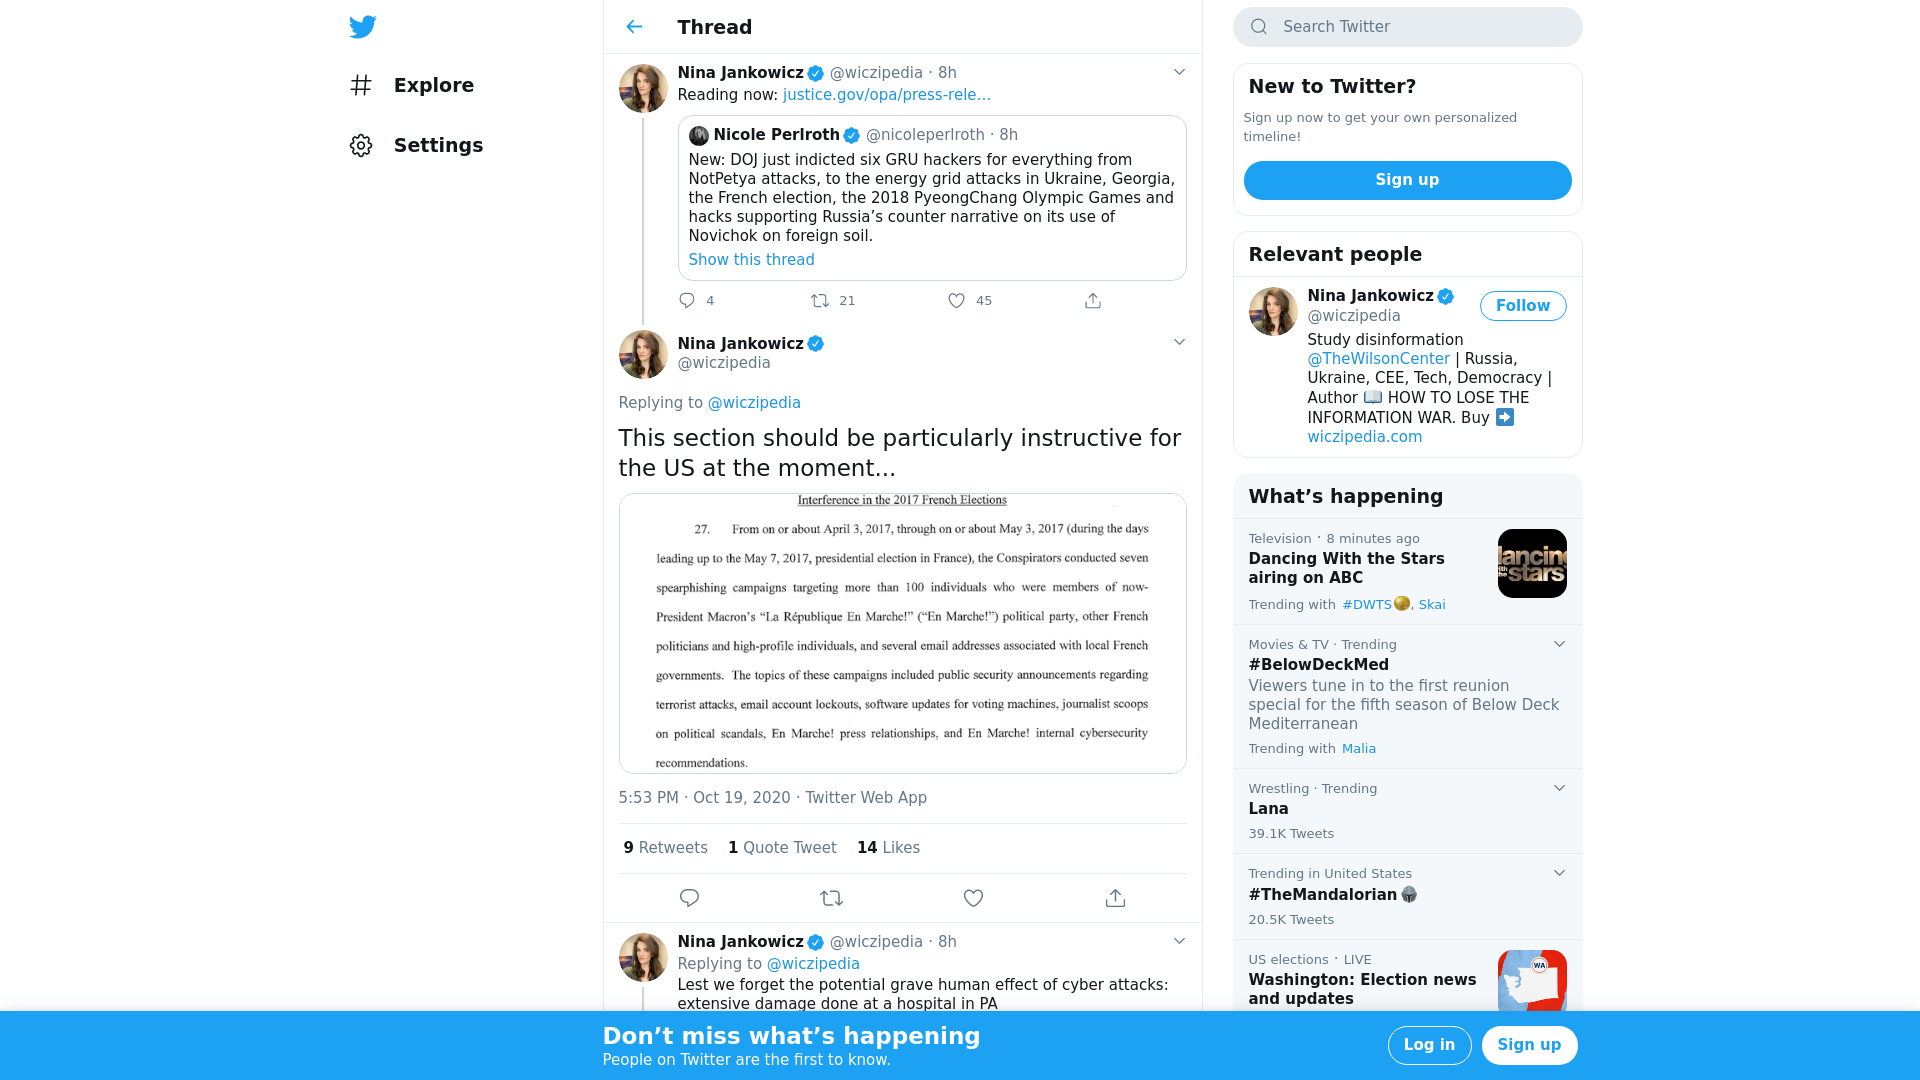 Explore
Settings
Thread
Nina Jankowicz @wiczipedia · 8h
Reading now: justice.gov/opa/press-rele…
Nicole Perlroth @nicoleperlroth · 8h
New: DOJ just indicted six GRU hackers for everything from
NotPetya attacks, to the energy grid attacks in Ukraine, Georgia,
the French election, the 2018 PyeongChang Olympic Games and
hacks supporting Russia’s counter narrative on its use of
Novichok on foreign soil.
Show this thread
4 21 45
Nina Jankowicz
@wiczipedia
Replying to @wiczipedia
This section should be particularly instructive for
the US at the moment...
Interference in the 2017 French Elections
27. From on or about April 3, 2017, through on or about May 3, 2017 (during the days
leading up to the May 7, 2017, presidential election in France), the Conspirators conducted seven
spearphishing campaigns targeting more than 100 individuals who were members of now-
President Macron’s “La République En Marche!” (“En Marche!”) political party, other French
politicians and high-profile individuals, and several email addresses associated with local French
governments. The topics of these campaigns included public security announcements regarding
terrorist attacks, email account lockouts, software updates for voting machines, journalist scoops
on political scandals, En Marche! press relationships, and En Marche! internal cybersecurity
recommendations.
5:53 PM · Oct 19, 2020 · Twitter Web App
9 Retweets 1 Quote Tweet 14 Likes
Nina Jankowicz @wiczipedia · 8h
Replying to @wiczipedia
Lest we forget the potential grave human effect of cyber attacks:
extensive damage done at a hospital in PA
Search Twitter
New to Twitter?
Sign up now to get your own personalized
timeline!
Sign up
Relevant people
Nina Jankowicz
@wiczipedia
Follow
Study disinformation
@TheWilsonCenter | Russia,
Ukraine, CEE, Tech, Democracy |
Author 📖 HOW TO LOSE THE
INFORMATION WAR. Buy ➡️
wiczipedia.com
What’s happening
Television · 8 minutes ago
Dancing With the Stars
airing on ABC
Trending with #DWTS, Skai
dancing
with the
stars
Movies & TV · Trending
#BelowDeckMed
Viewers tune in to the first reunion
special for the fifth season of Below Deck
Mediterranean
Trending with Malia
Wrestling · Trending
Lana
39.1K Tweets
Trending in United States
#TheMandalorian
20.5K Tweets
US elections · LIVE
Washington: Election news
and updates
WA
Don’t miss what’s happening
People on Twitter are the first to know.
Log in
Sign up